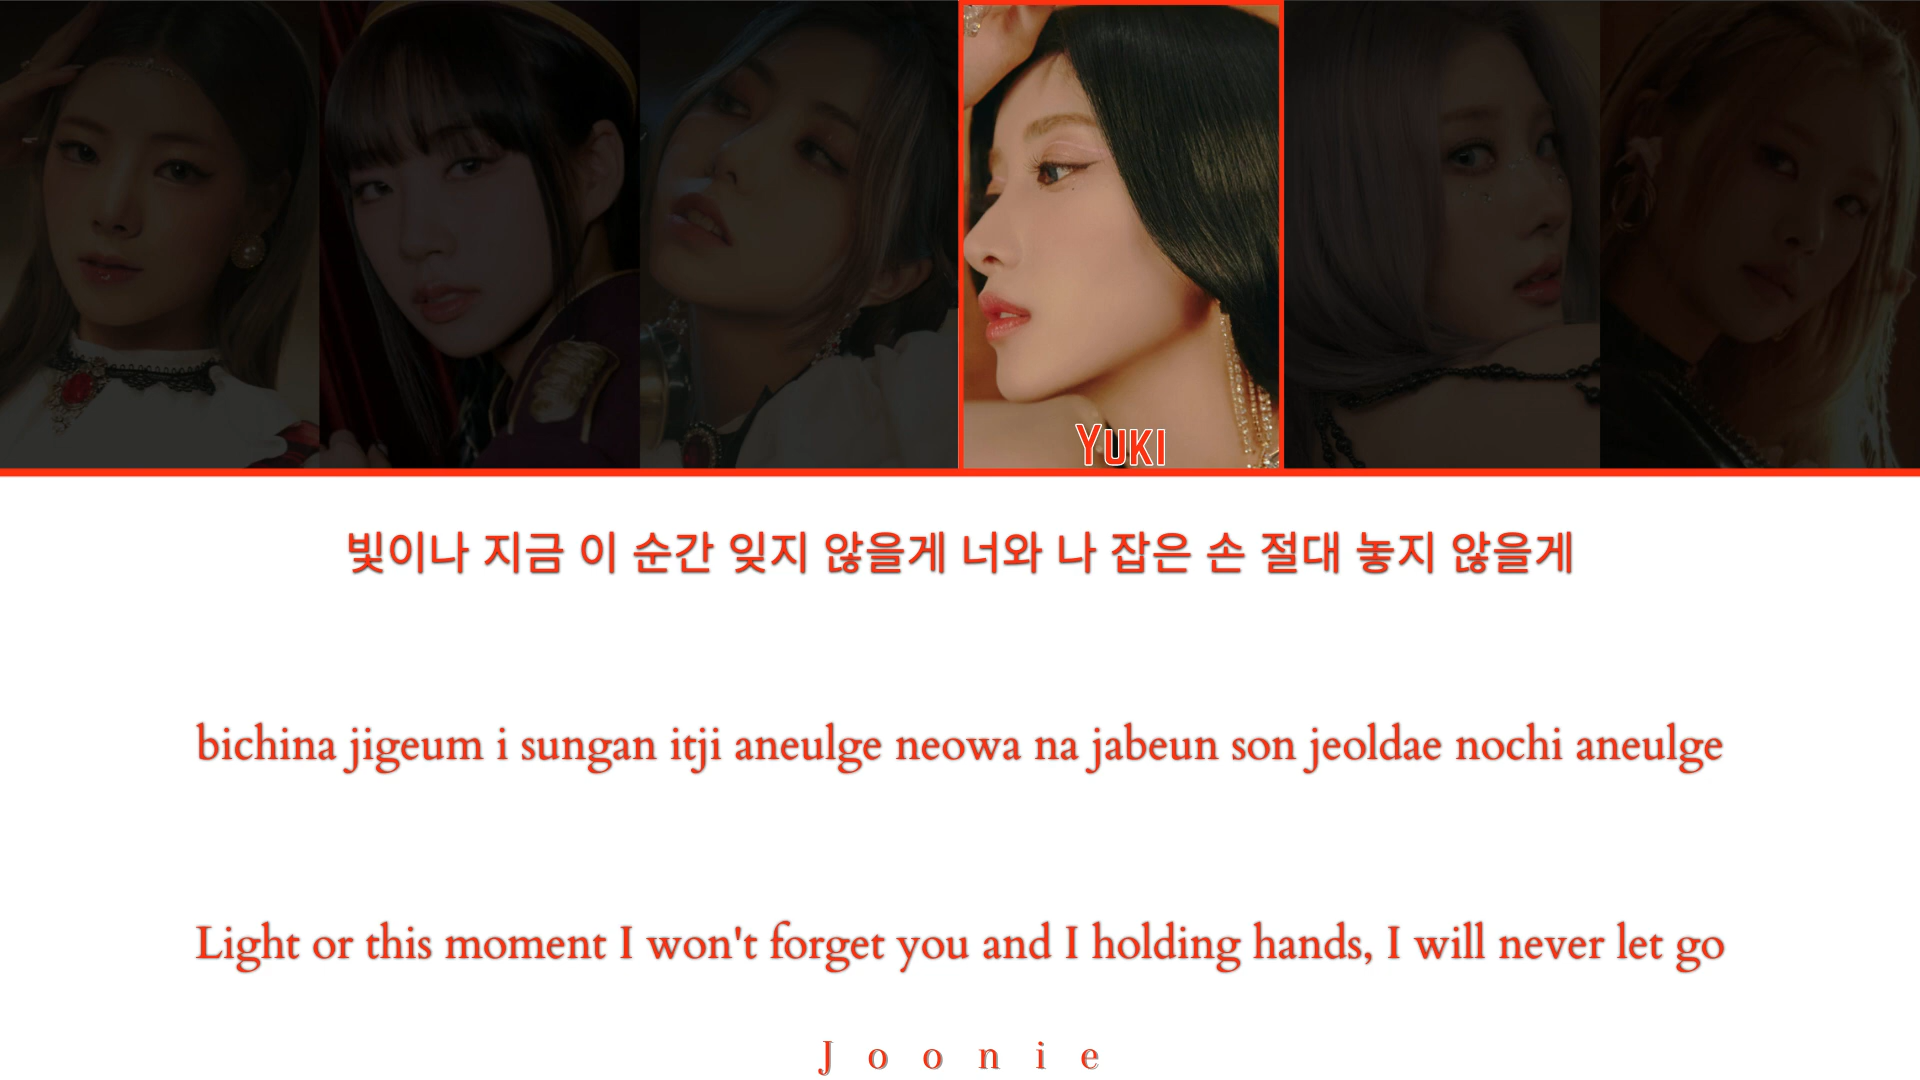 Yuki
빛이나 지금 이 순간 잊지 않을게 너와 나 잡은 손 절대 놓지 않을게
bichina jigeum i sungan itji aneulge neowa na jabeun son jeoldae nochi aneulge
Light or this moment I won't forget you and I holding hands, I will never let go
Joonie